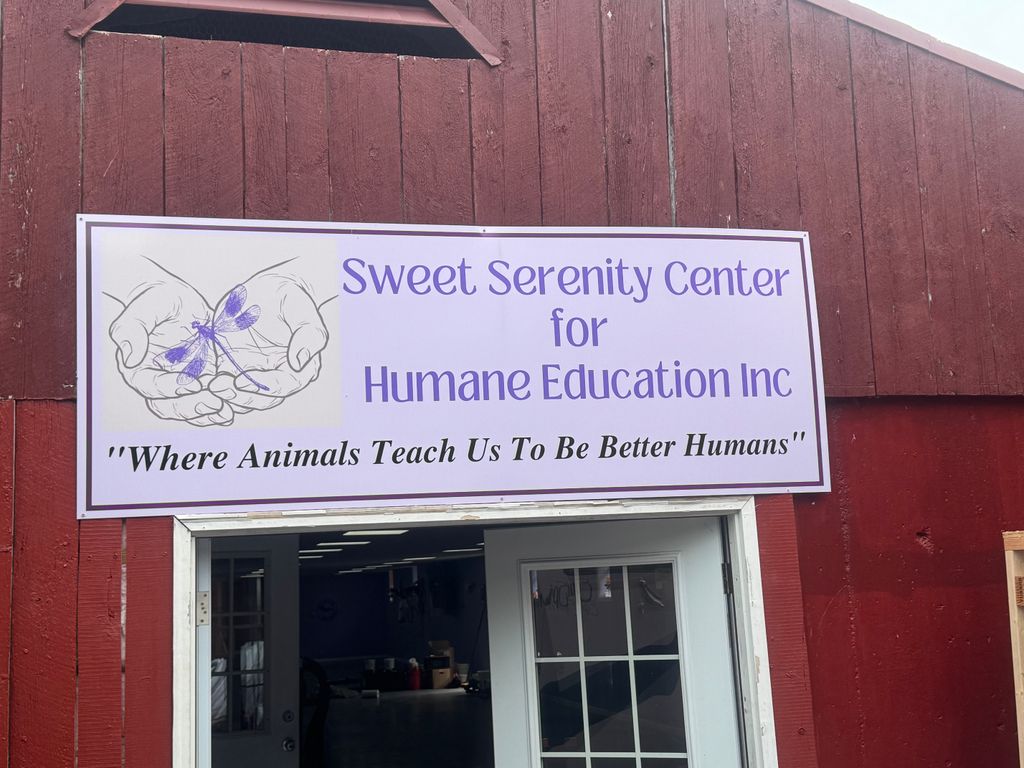 Sweet Serenity Center
for
Humane Education Inc
"Where Animals Teach Us To Be Better Humans"